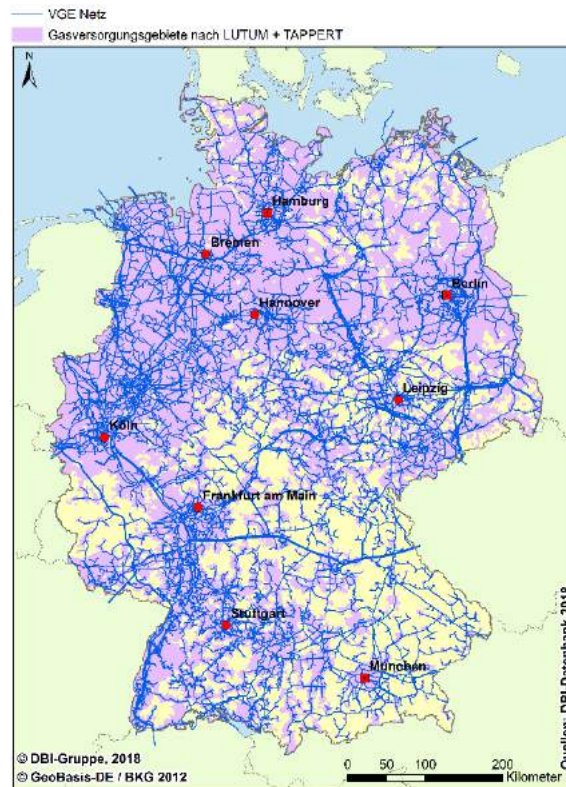 VGE Netz
Gasversorgungsgebiete nach LUTUM + TAPPERT
N
Hamburg
Bremen
Berlin
Hannover
Leipzig
Köln
Frankfurt am Main
Stuttgart
München
Quellen: DBI Datenbank 2018
© DBI-Gruppe, 2018
© GeoBasis-DE / BKG 2012
0 50 100 200
Kilometer